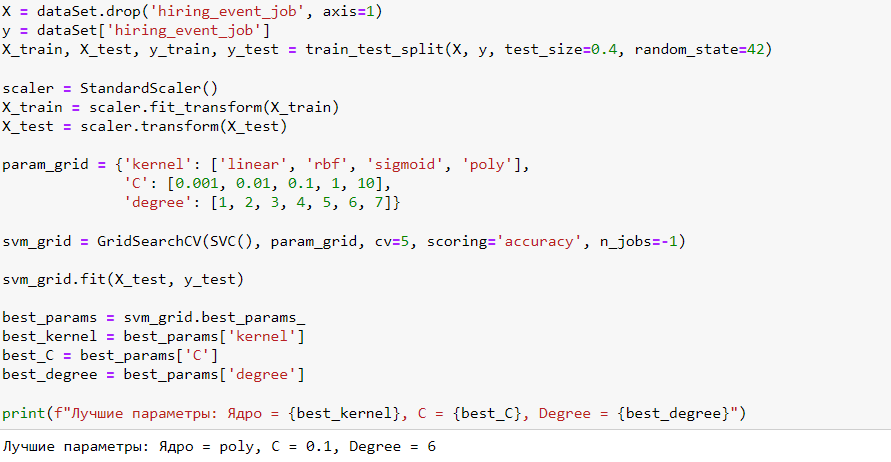 X = dataSet.drop('hiring_event_job', axis=1)
y = dataSet['hiring_event_job']
X_train, X_test, y_train, y_test = train_test_split(X, y, test_size=0.4, random_state=42)
scaler = StandardScaler()
X_train = scaler.fit_transform(X_train)
X_test = scaler.transform(X_test)
param_grid = {'kernel': ['linear', 'rbf', 'sigmoid', 'poly'],
'C': [0.001, 0.01, 0.1, 1, 10],
'degree': [1, 2, 3, 4, 5, 6, 7]}
svm_grid = GridSearchCV(SVC(), param_grid, cv=5, scoring='accuracy', n_jobs=-1)
svm_grid.fit(X_test, y_test)
best_params = svm_grid.best_params_
best_kernel = best_params['kernel']
best_C = best_params['C']
best_degree = best_params['degree']
print(f"Лучшие параметры: Ядро = {best_kernel}, C = {best_C}, Degree = {best_degree}")
Лучшие параметры: Ядро = poly, C = 0.1, Degree = 6